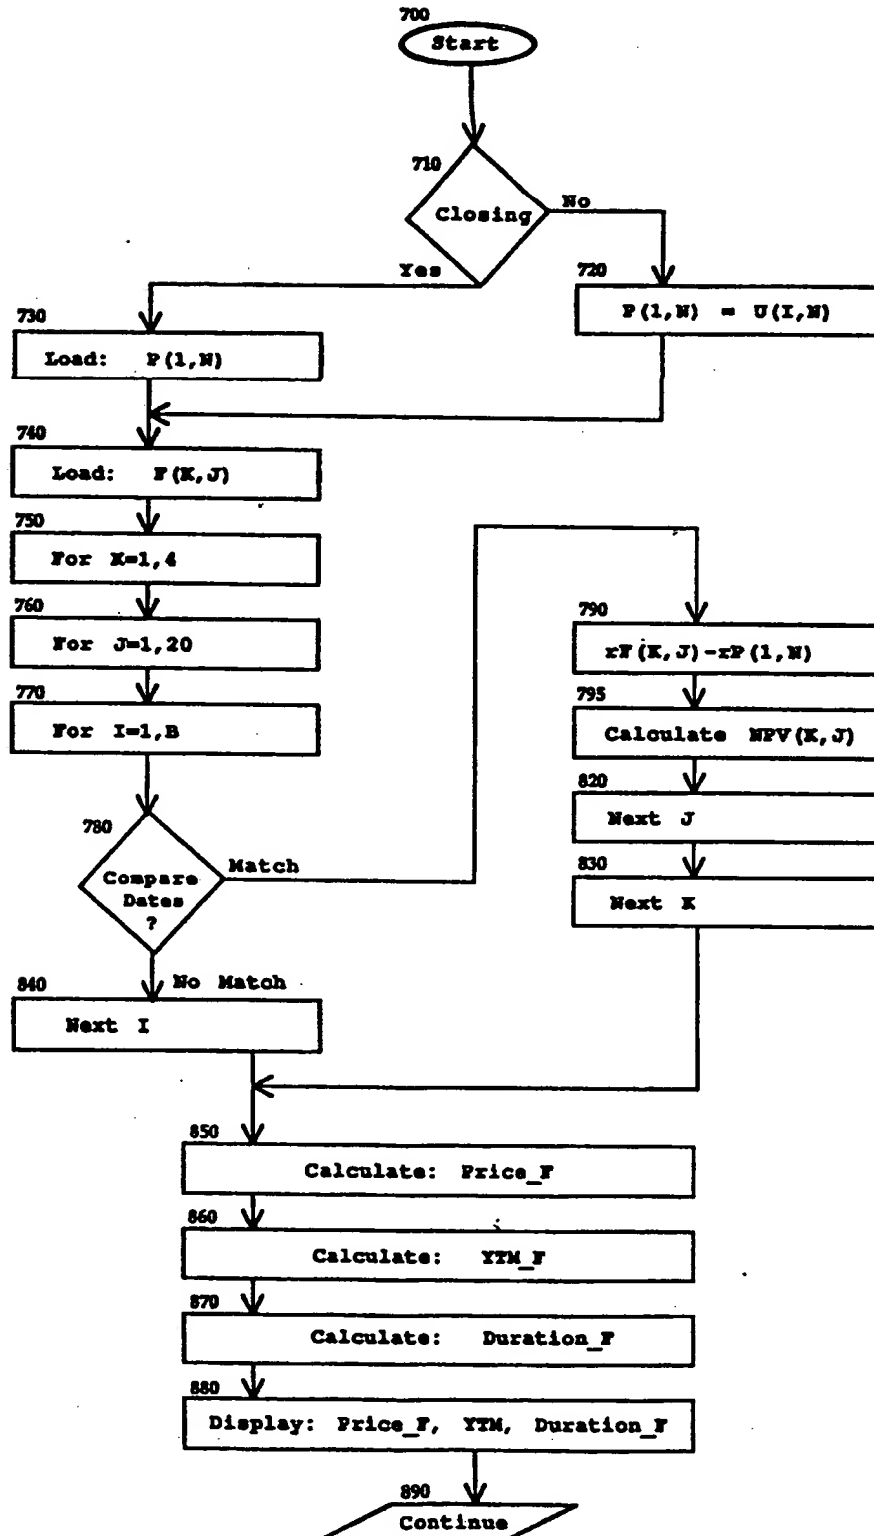 700
Start
710
Closing
No
Yes
720
P(1,N) = U(I,N)
730
Load: P(1,N)
740
Load: F(K,J)
750
For K=1,4
760
For J=1,20
770
For I=1,B
780
Compare
Dates
?
Match
790
rF(K,J)-rP(1,N)
795
Calculate NPV(K,J)
820
Next J
830
Next K
No Match
840
Next I
850
Calculate: Price_F
860
Calculate: YTM_F
870
Calculate: Duration_F
880
Display: Price_F, YTM, Duration_F
890
Continue